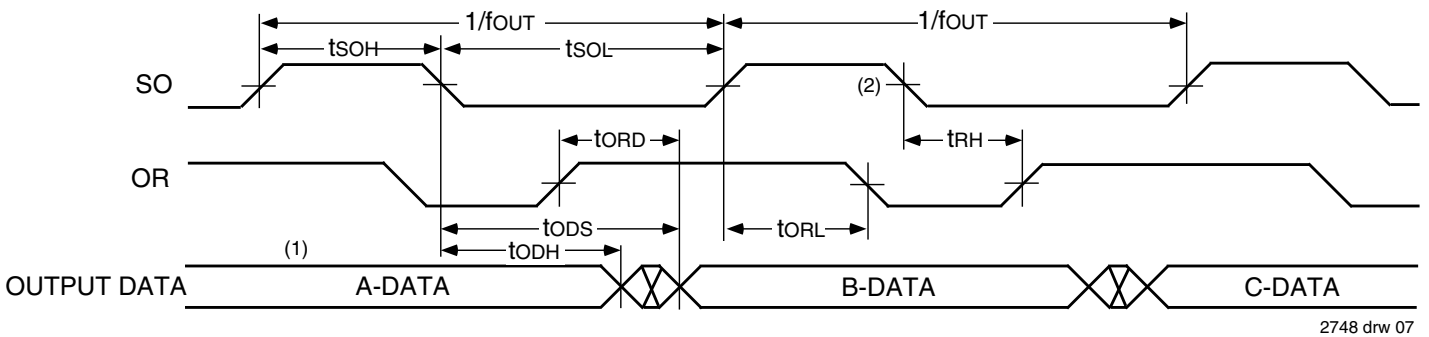 1/fOUT 1/fOUT
tSOH tSOL
SO (2)
tORD tRH
OR
tODS tORL
(1) tODH
OUTPUT DATA A-DATA B-DATA C-DATA
2748 drw 07